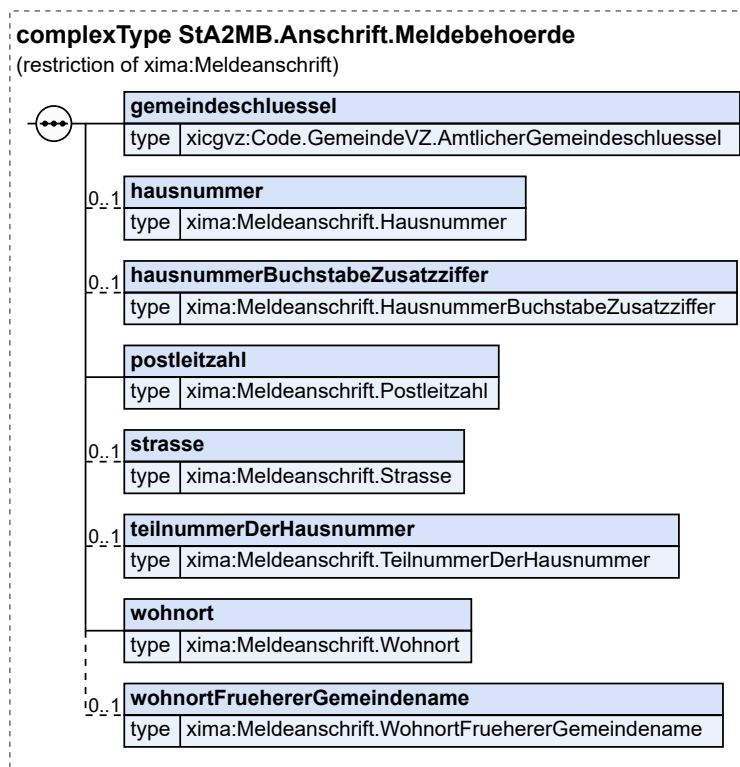 complexType StA2MB.Anschrift.Meldebehoerde
(restriction of xima:Meldeanschrift)
gemeindeschluessel
type xicgvz:Code.GemeindeVZ.AmtlicherGemeindeschluessel
0..1 hausnummer
type xima:Meldeanschrift.Hausnummer
0..1 hausnummerBuchstabeZusatzziffer
type xima:Meldeanschrift.HausnummerBuchstabeZusatzziffer
postleitzahl
type xima:Meldeanschrift.Postleitzahl
0..1 strasse
type xima:Meldeanschrift.Strasse
0..1 teilnummerDerHausnummer
type xima:Meldeanschrift.TeilnummerDerHausnummer
wohnort
type xima:Meldeanschrift.Wohnort
0..1 wohnortFruehererGemeindename
type xima:Meldeanschrift.WohnortFruehererGemeindename